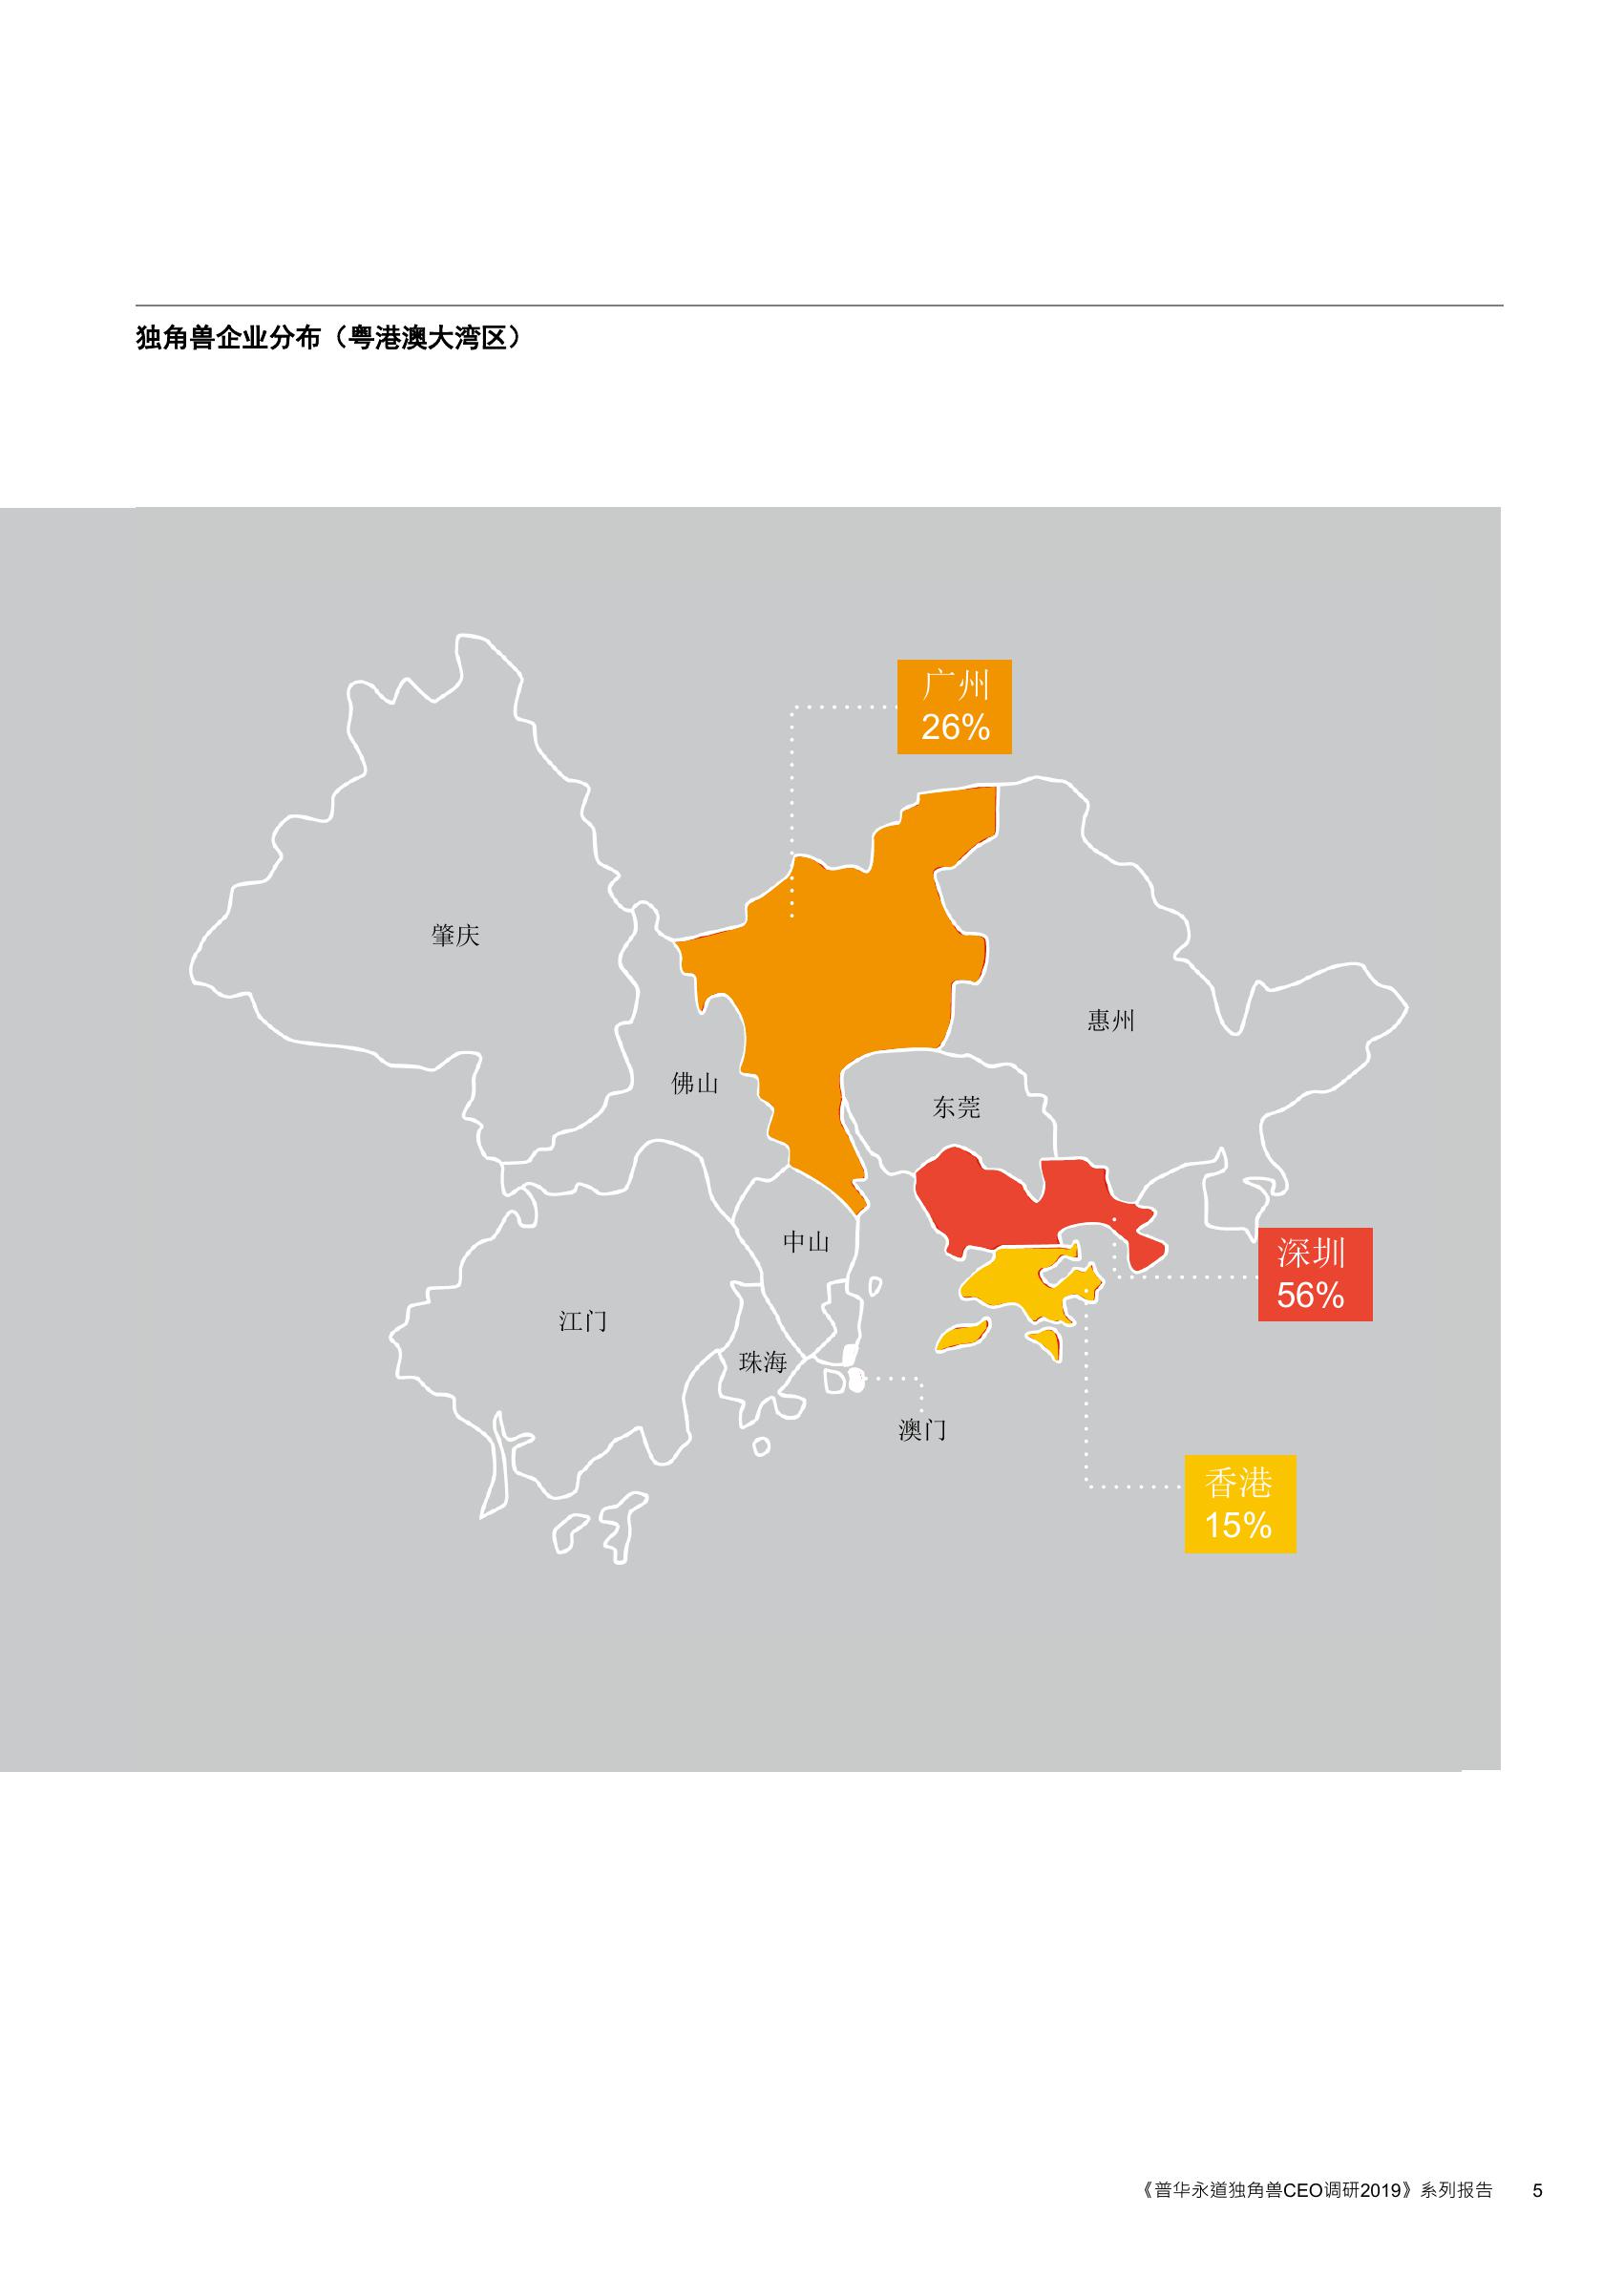 独角兽企业分布（粤港澳大湾区）
广州
26%
肇庆
惠州
佛山
东莞
中山
深圳
56%
江门
珠海
澳门
香港
15%
《普华永道独角兽CEO调研2019》系列报告 5